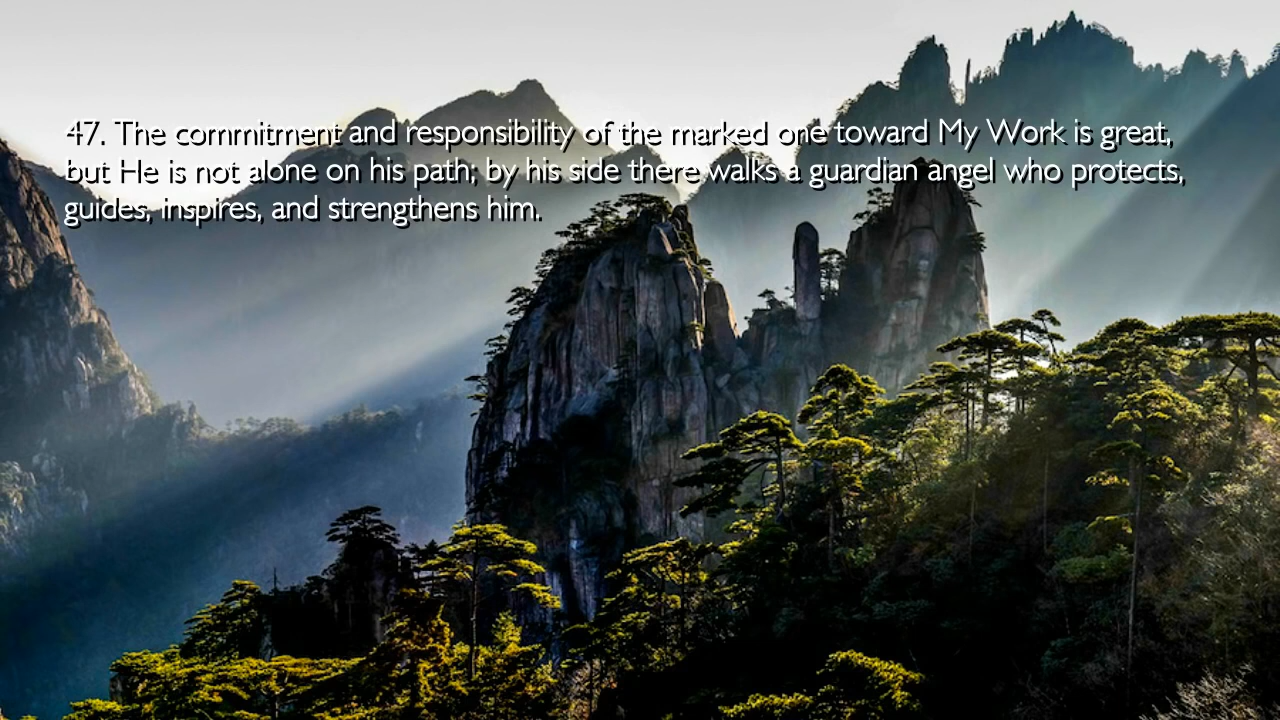 47. The commitment and responsibility of the marked one toward My Work is great,
but He is not alone on his path; by his side there walks a guardian angel who protects,
guides, inspires, and strengthens him.